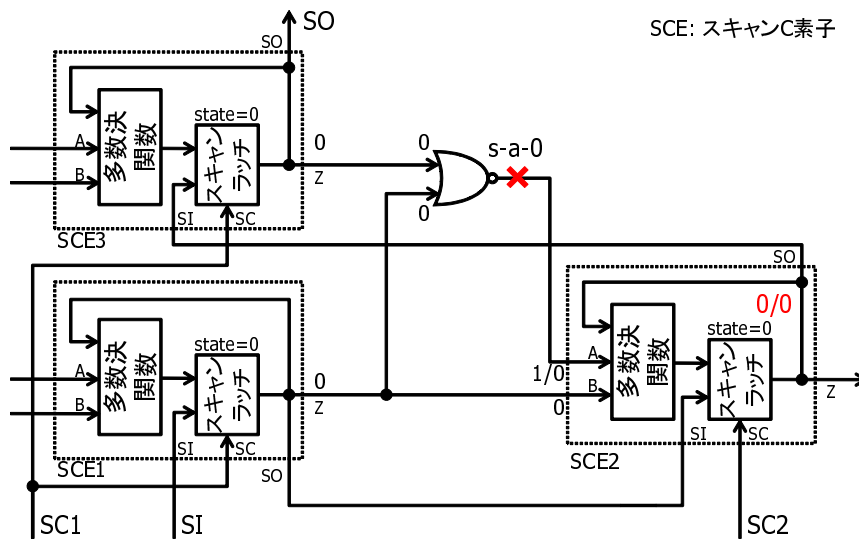 SO
SCE: スキャンC素子
SO
state=0
多数決
関数
スキャン
ラッチ
A
B
SI
SC
0
Z
0
0
s-a-0
SCE3
SO
0/0
state=0
多数決
関数
スキャン
ラッチ
A
B
1/0
0
SI
SC
Z
SCE2
state=0
多数決
関数
スキャン
ラッチ
A
B
SI
SC
0
Z
SCE1
SO
SC1
SI
SC2